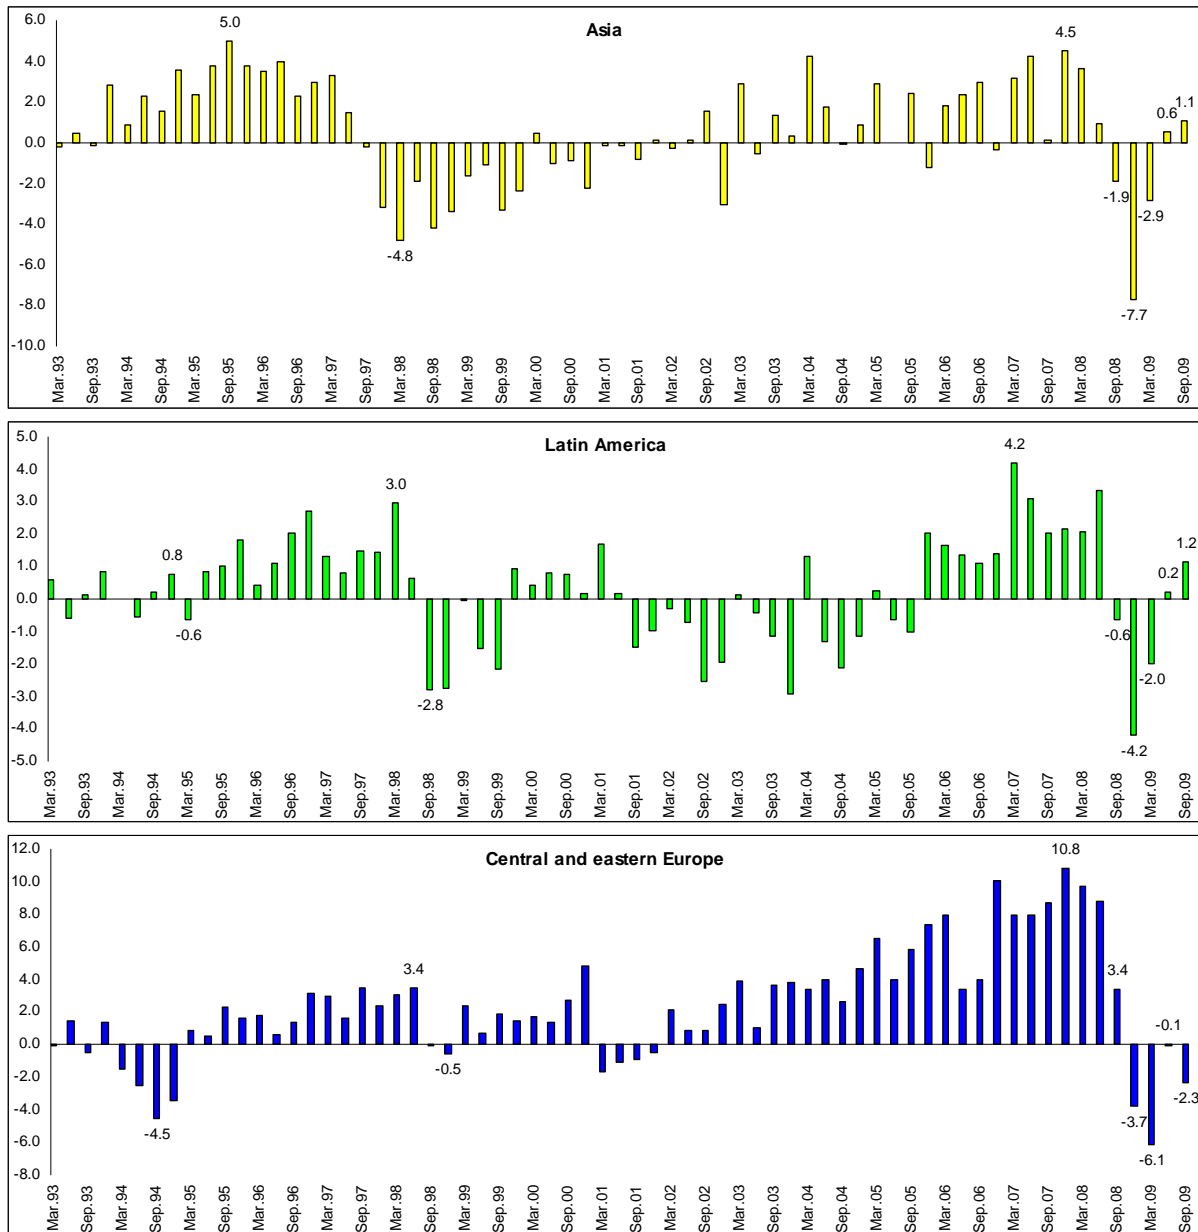 Asia
6.0
4.0
2.0
0.0
-2.0
-4.0
-6.0
-8.0
-10.0
5.0
-4.8
4.5
-1.9
-7.7
-2.9
0.6
1.1
Mar.93
Sep.93
Mar.94
Sep.94
Mar.95
Sep.95
Mar.96
Sep.96
Mar.97
Sep.97
Mar.98
Sep.98
Mar.99
Sep.99
Mar.00
Sep.00
Mar.01
Sep.01
Mar.02
Sep.02
Mar.03
Sep.03
Mar.04
Sep.04
Mar.05
Sep.05
Mar.06
Sep.06
Mar.07
Sep.07
Mar.08
Sep.08
Mar.09
Sep.09
Latin America
5.0
4.0
3.0
2.0
1.0
0.0
-1.0
-2.0
-3.0
-4.0
-5.0
0.8
-0.6
3.0
-2.8
4.2
-0.6
-4.2
-2.0
0.2
1.2
Mar.93
Sep.93
Mar.94
Sep.94
Mar.95
Sep.95
Mar.96
Sep.96
Mar.97
Sep.97
Mar.98
Sep.98
Mar.99
Sep.99
Mar.00
Sep.00
Mar.01
Sep.01
Mar.02
Sep.02
Mar.03
Sep.03
Mar.04
Sep.04
Mar.05
Sep.05
Mar.06
Sep.06
Mar.07
Sep.07
Mar.08
Sep.08
Mar.09
Sep.09
Central and eastern Europe
12.0
10.0
8.0
6.0
4.0
2.0
0.0
-2.0
-4.0
-6.0
-8.0
-4.5
3.4
-0.5
10.8
3.4
-3.7
-6.1
-0.1
-2.3
Mar.93
Sep.93
Mar.94
Sep.94
Mar.95
Sep.95
Mar.96
Sep.96
Mar.97
Sep.97
Mar.98
Sep.98
Mar.99
Sep.99
Mar.00
Sep.00
Mar.01
Sep.01
Mar.02
Sep.02
Mar.03
Sep.03
Mar.04
Sep.04
Mar.05
Sep.05
Mar.06
Sep.06
Mar.07
Sep.07
Mar.08
Sep.08
Mar.09
Sep.09